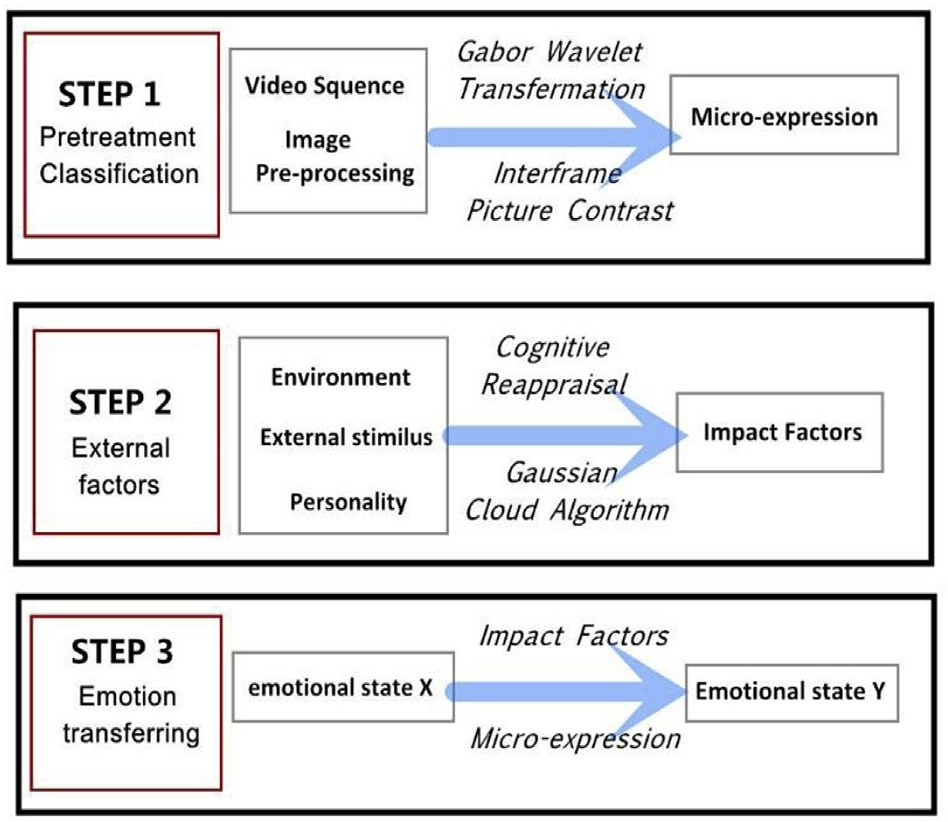 STEP 1
Pretreatment
Classification
Video Squence
Image
Pre-processing
Gabor Wavelet
Transfermation
Interframe
Picture Contrast
Micro-expression
STEP 2
External
factors
Environment
External stimilus
Personality
Cognitive
Reappraisal
Gaussian
Cloud Algorithm
Impact Factors
STEP 3
Emotion
transferring
emotional state X
Impact Factors
Micro-expression
Emotional state Y